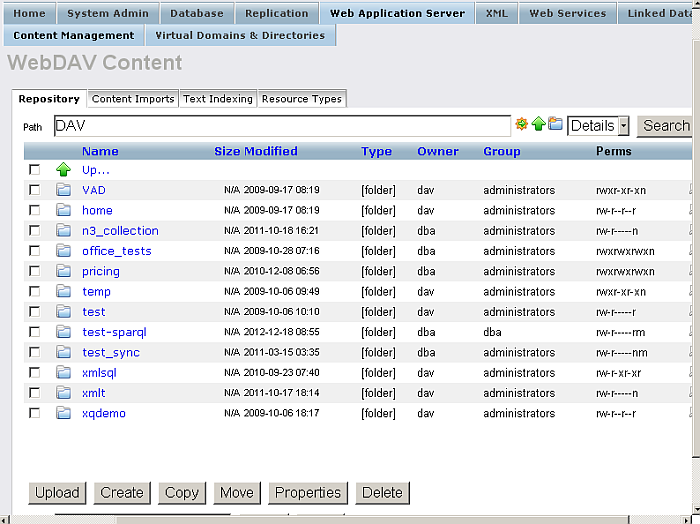 Home System Admin Database Replication Web Application Server XML Web Services Linked Data
Content Management Virtual Domains & Directories
WebDAV Content
Repository Content Imports Text Indexing Resource Types
Path DAV Details Search
Name Size Modified Type Owner Group Perms
Up...
VAD N/A 2009-09-17 08:19 [folder] dav administrators rwxr-xr-xn
home N/A 2009-09-17 08:19 [folder] dav administrators rw-r--r--r
n3_collection N/A 2011-10-18 16:21 [folder] dba administrators rw-r-----n
office_tests N/A 2009-10-28 07:16 [folder] dba administrators rwxrwxrwxn
pricing N/A 2010-12-08 06:56 [folder] dba administrators rwxrwxrwxn
temp N/A 2009-10-06 09:49 [folder] dav administrators rwxr-xr-xn
test N/A 2009-10-06 10:10 [folder] dav administrators rw-r-----r
test-sparql N/A 2012-12-18 08:55 [folder] dba dba rw-r-----rm
test_sync N/A 2011-03-15 03:35 [folder] dba administrators rw-r-----nm
xmlsql N/A 2010-09-23 07:40 [folder] dav administrators rw-r-xr-xr
xmlt N/A 2011-10-17 18:14 [folder] dav administrators rw-r-----n
xqdemo N/A 2009-10-06 18:17 [folder] dav administrators rw-r--r--r
Upload Create Copy Move Properties Delete